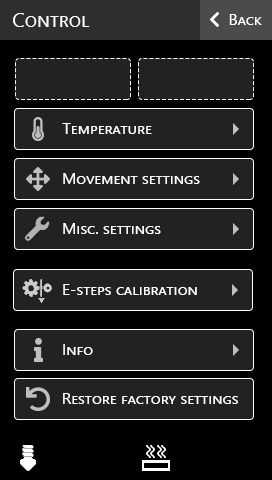 Control
Back
Temperature
Movement settings
Misc. settings
E-steps calibration
Info
Restore factory settings